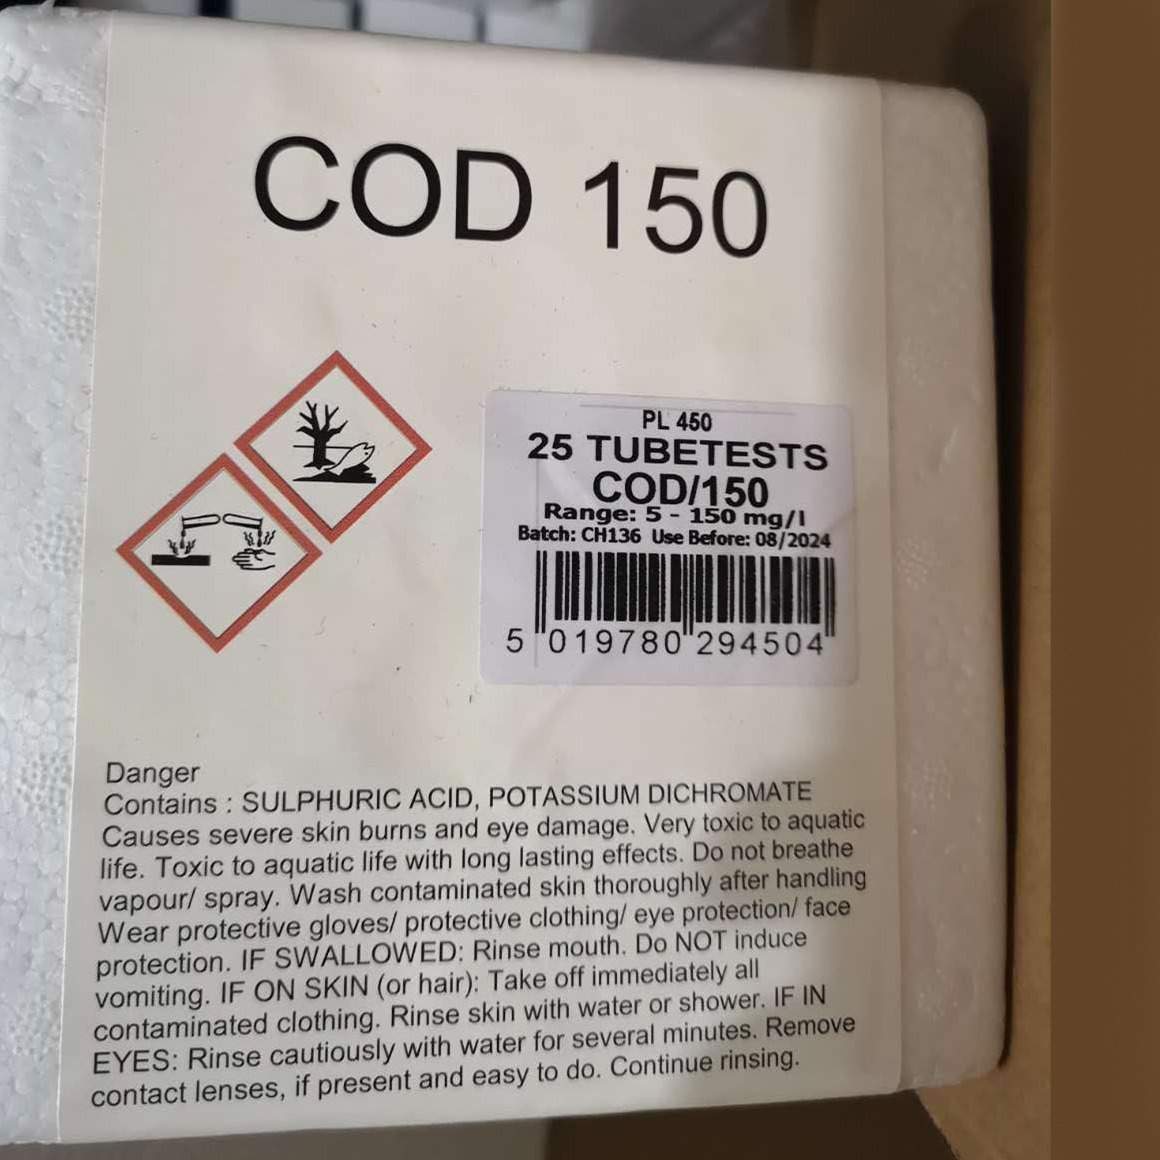 COD 150
PL 450
25 TUBETESTS
COD/150
Range: 5 - 150 mg/l
Batch: CH136 Use Before: 08/2024
5 019780 294504
Danger
Contains : SULPHURIC ACID, POTASSIUM DICHROMATE
Causes severe skin burns and eye damage. Very toxic to aquatic
life. Toxic to aquatic life with long lasting effects. Do not breathe
vapour/ spray. Wash contaminated skin thoroughly after handling
Wear protective gloves/ protective clothing/ eye protection/ face
protection. IF SWALLOWED: Rinse mouth. Do NOT induce
vomiting. IF ON SKIN (or hair): Take off immediately all
contaminated clothing. Rinse skin with water or shower. IF IN
EYES: Rinse cautiously with water for several minutes. Remove
contact lenses, if present and easy to do. Continue rinsing.